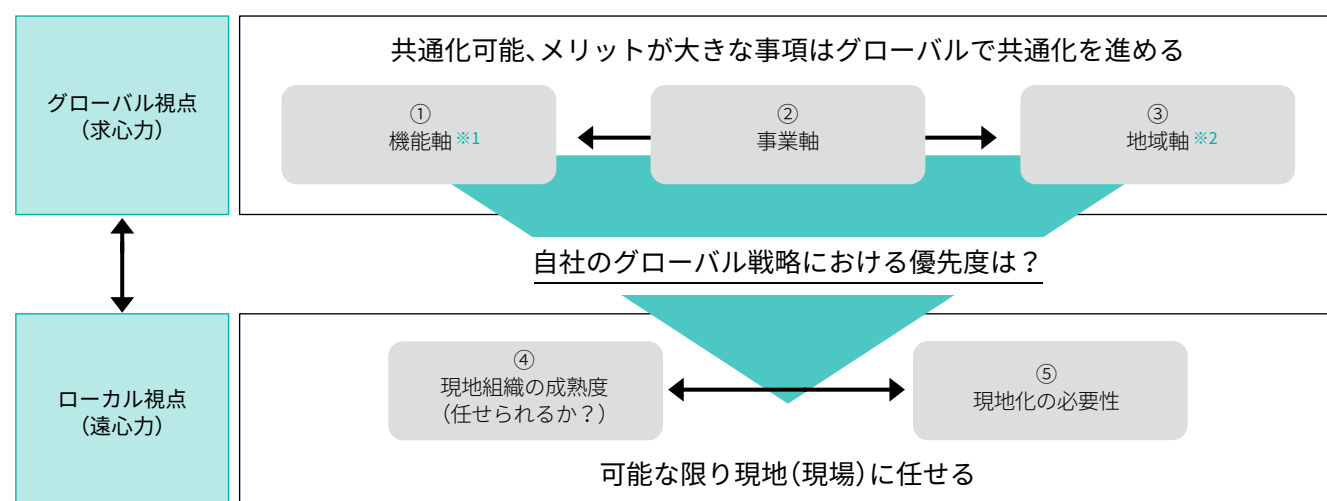 共通化可能、メリットが大きな事項はグローバルで共通化を進める
グローバル視点
（求心力）
①
機能軸※1
②
事業軸
③
地域軸※2
自社のグローバル戦略における優先度は？
ローカル視点
（遠心力）
④
現地組織の成熟度
（任せられるか？）
⑤
現地化の必要性
可能な限り現地（現場）に任せる